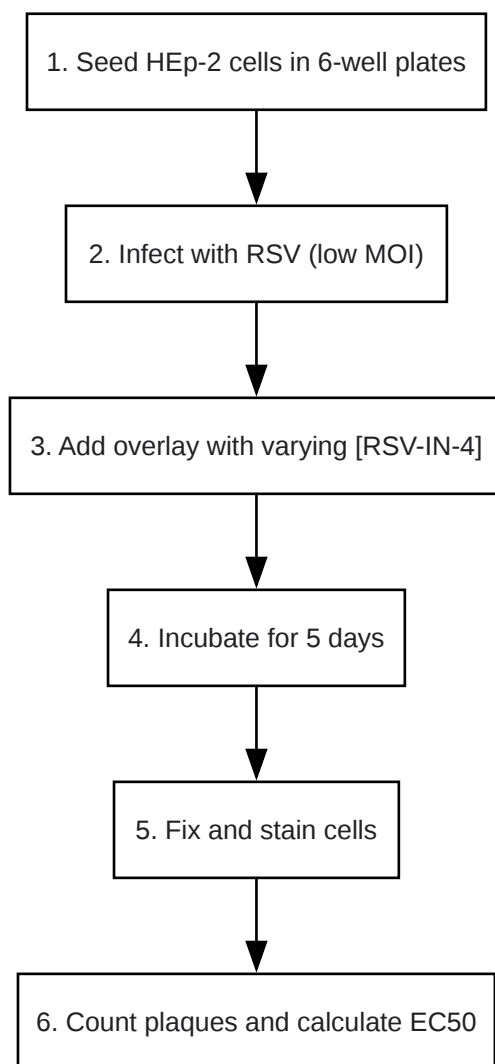 1. Seed HEp-2 cells in 6-well plates
2. Infect with RSV (low MOI)
3. Add overlay with varying [RSV-IN-4]
4. Incubate for 5 days
5. Fix and stain cells
6. Count plaques and calculate EC50